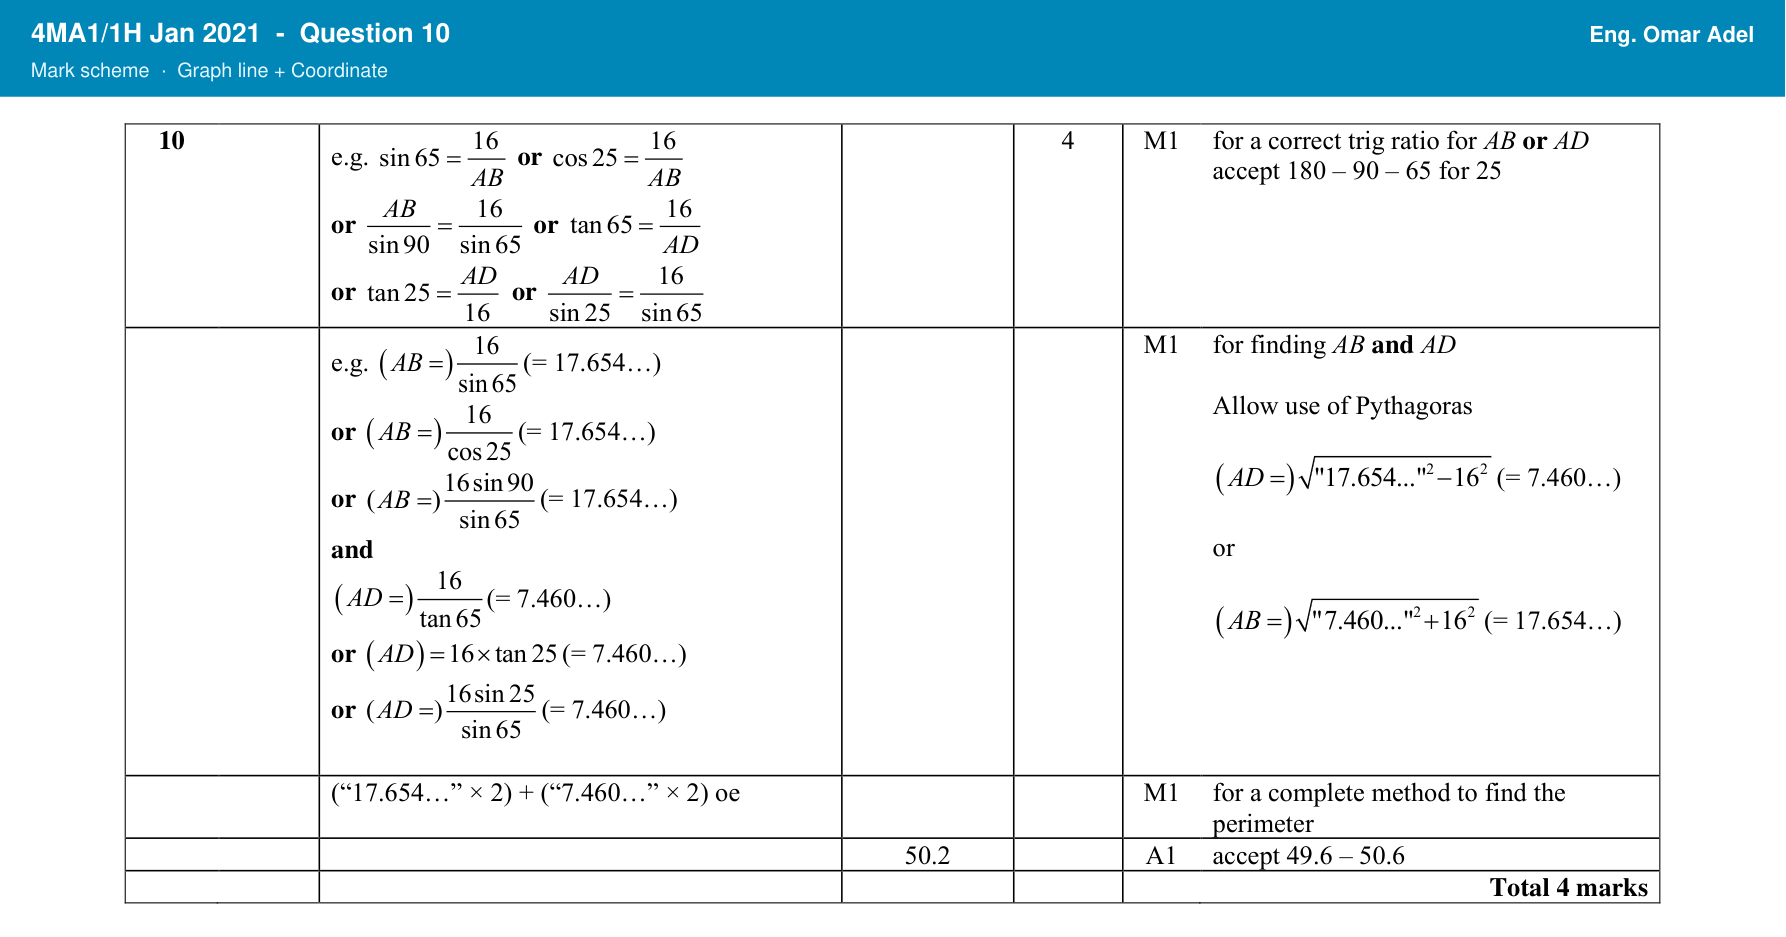 4MA1/1H Jan 2021 - Question 10
Eng. Omar Adel
Mark scheme · Graph line + Coordinate
10
e.g. sin 65 = 16/AB or cos 25 = 16/AB
or AB/sin 90 = 16/sin 65 or tan 65 = 16/AD
or tan 25 = AD/16 or AD/sin 25 = 16/sin 65
4
M1 for a correct trig ratio for AB or AD
accept 180 – 90 – 65 for 25
e.g. (AB =) 16/sin 65 (= 17.654…)
or (AB =) 16/cos 25 (= 17.654…)
or (AB =) 16 sin 90/sin 65 (= 17.654…)
and
(AD =) 16/tan 65 (= 7.460…)
or (AD) = 16 × tan 25 (= 7.460…)
or (AD =) 16 sin 25/sin 65 (= 7.460…)
M1 for finding AB and AD
Allow use of Pythagoras
(AD =) √"17.654..."² − 16² (= 7.460…)
or
(AB =) √"7.460..."² + 16² (= 17.654…)
(“17.654…” × 2) + (“7.460…” × 2) oe
M1 for a complete method to find the
perimeter
50.2
A1 accept 49.6 – 50.6
Total 4 marks